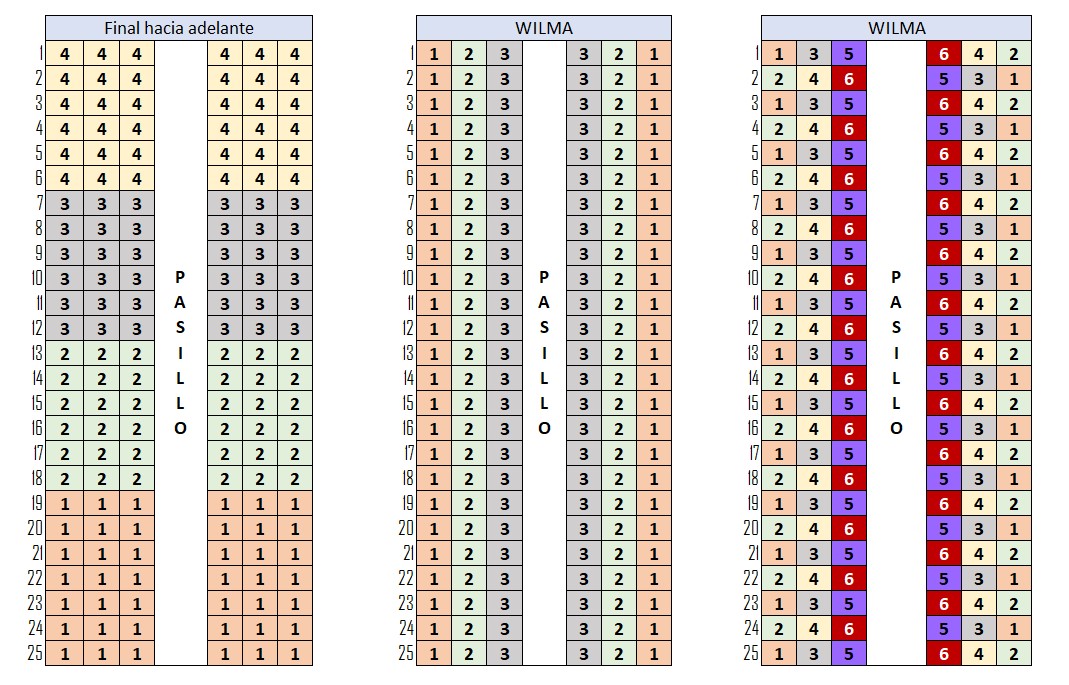 Final hacia adelante WILMA WILMA
1 4 4 4 4 4 4 1 1 2 3 3 2 1 1 1 3 5 6 4 2
2 4 4 4 4 4 4 2 1 2 3 3 2 1 2 2 4 6 5 3 1
3 4 4 4 4 4 4 3 1 2 3 3 2 1 3 1 3 5 6 4 2
4 4 4 4 4 4 4 4 1 2 3 3 2 1 4 2 4 6 5 3 1
5 4 4 4 4 4 4 5 1 2 3 3 2 1 5 1 3 5 6 4 2
6 4 4 4 4 4 4 6 1 2 3 3 2 1 6 2 4 6 5 3 1
7 3 3 3 3 3 3 7 1 2 3 3 2 1 7 1 3 5 6 4 2
8 3 3 3 3 3 3 8 1 2 3 3 2 1 8 2 4 6 5 3 1
9 3 3 3 3 3 3 9 1 2 3 3 2 1 9 1 3 5 6 4 2
10 3 3 3 P 3 3 3 10 1 2 3 P 3 2 1 10 2 4 6 P 5 3 1
11 3 3 3 A 3 3 3 11 1 2 3 A 3 2 1 11 1 3 5 A 6 4 2
12 3 3 3 S 3 3 3 12 1 2 3 S 3 2 1 12 2 4 6 S 5 3 1
13 2 2 2 I 2 2 2 13 1 2 3 I 3 2 1 13 1 3 5 I 6 4 2
14 2 2 2 L 2 2 2 14 1 2 3 L 3 2 1 14 2 4 6 L 5 3 1
15 2 2 2 L 2 2 2 15 1 2 3 L 3 2 1 15 1 3 5 L 6 4 2
16 2 2 2 O 2 2 2 16 1 2 3 O 3 2 1 16 2 4 6 O 5 3 1
17 2 2 2 2 2 2 17 1 2 3 3 2 1 17 1 3 5 6 4 2
18 2 2 2 2 2 2 18 1 2 3 3 2 1 18 2 4 6 5 3 1
19 1 1 1 1 1 1 19 1 2 3 3 2 1 19 1 3 5 6 4 2
20 1 1 1 1 1 1 20 1 2 3 3 2 1 20 2 4 6 5 3 1
21 1 1 1 1 1 1 21 1 2 3 3 2 1 21 1 3 5 6 4 2
22 1 1 1 1 1 1 22 1 2 3 3 2 1 22 2 4 6 5 3 1
23 1 1 1 1 1 1 23 1 2 3 3 2 1 23 1 3 5 6 4 2
24 1 1 1 1 1 1 24 1 2 3 3 2 1 24 2 4 6 5 3 1
25 1 1 1 1 1 1 25 1 2 3 3 2 1 25 1 3 5 6 4 2